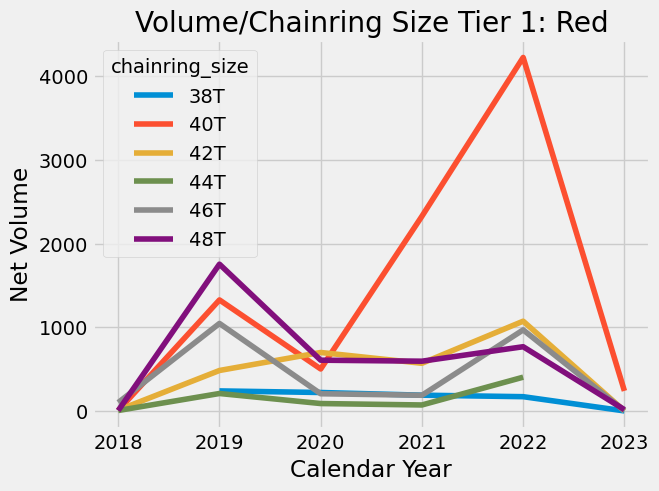 Volume/Chainring Size Tier 1: Red
chainring_size
38T
40T
42T
44T
46T
48T
4000
3000
2000
1000
0
Net Volume
2018 2019 2020 2021 2022 2023
Calendar Year